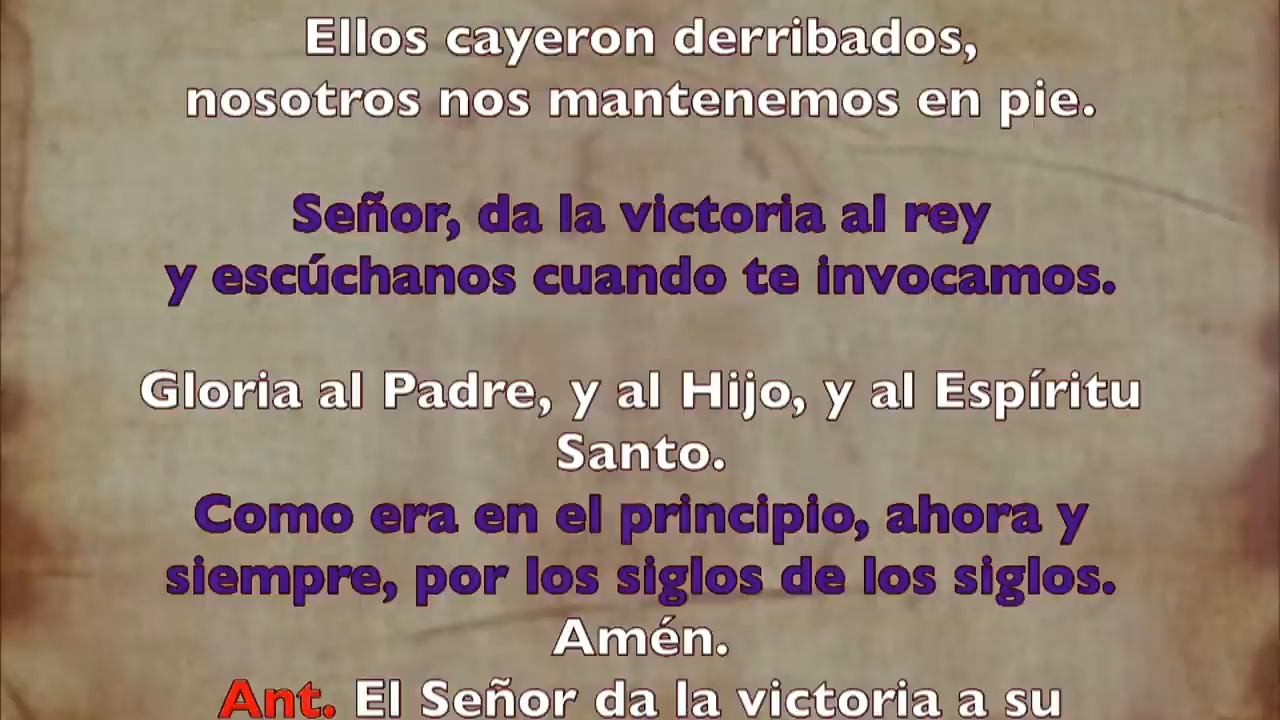 Ellos cayeron derribados,
nosotros nos mantenemos en pie.
Señor, da la victoria al rey
y escúchanos cuando te invocamos.
Gloria al Padre, y al Hijo, y al Espíritu
Santo.
Como era en el principio, ahora y
siempre, por los siglos de los siglos.
Amén.
Ant. El Señor da la victoria a su